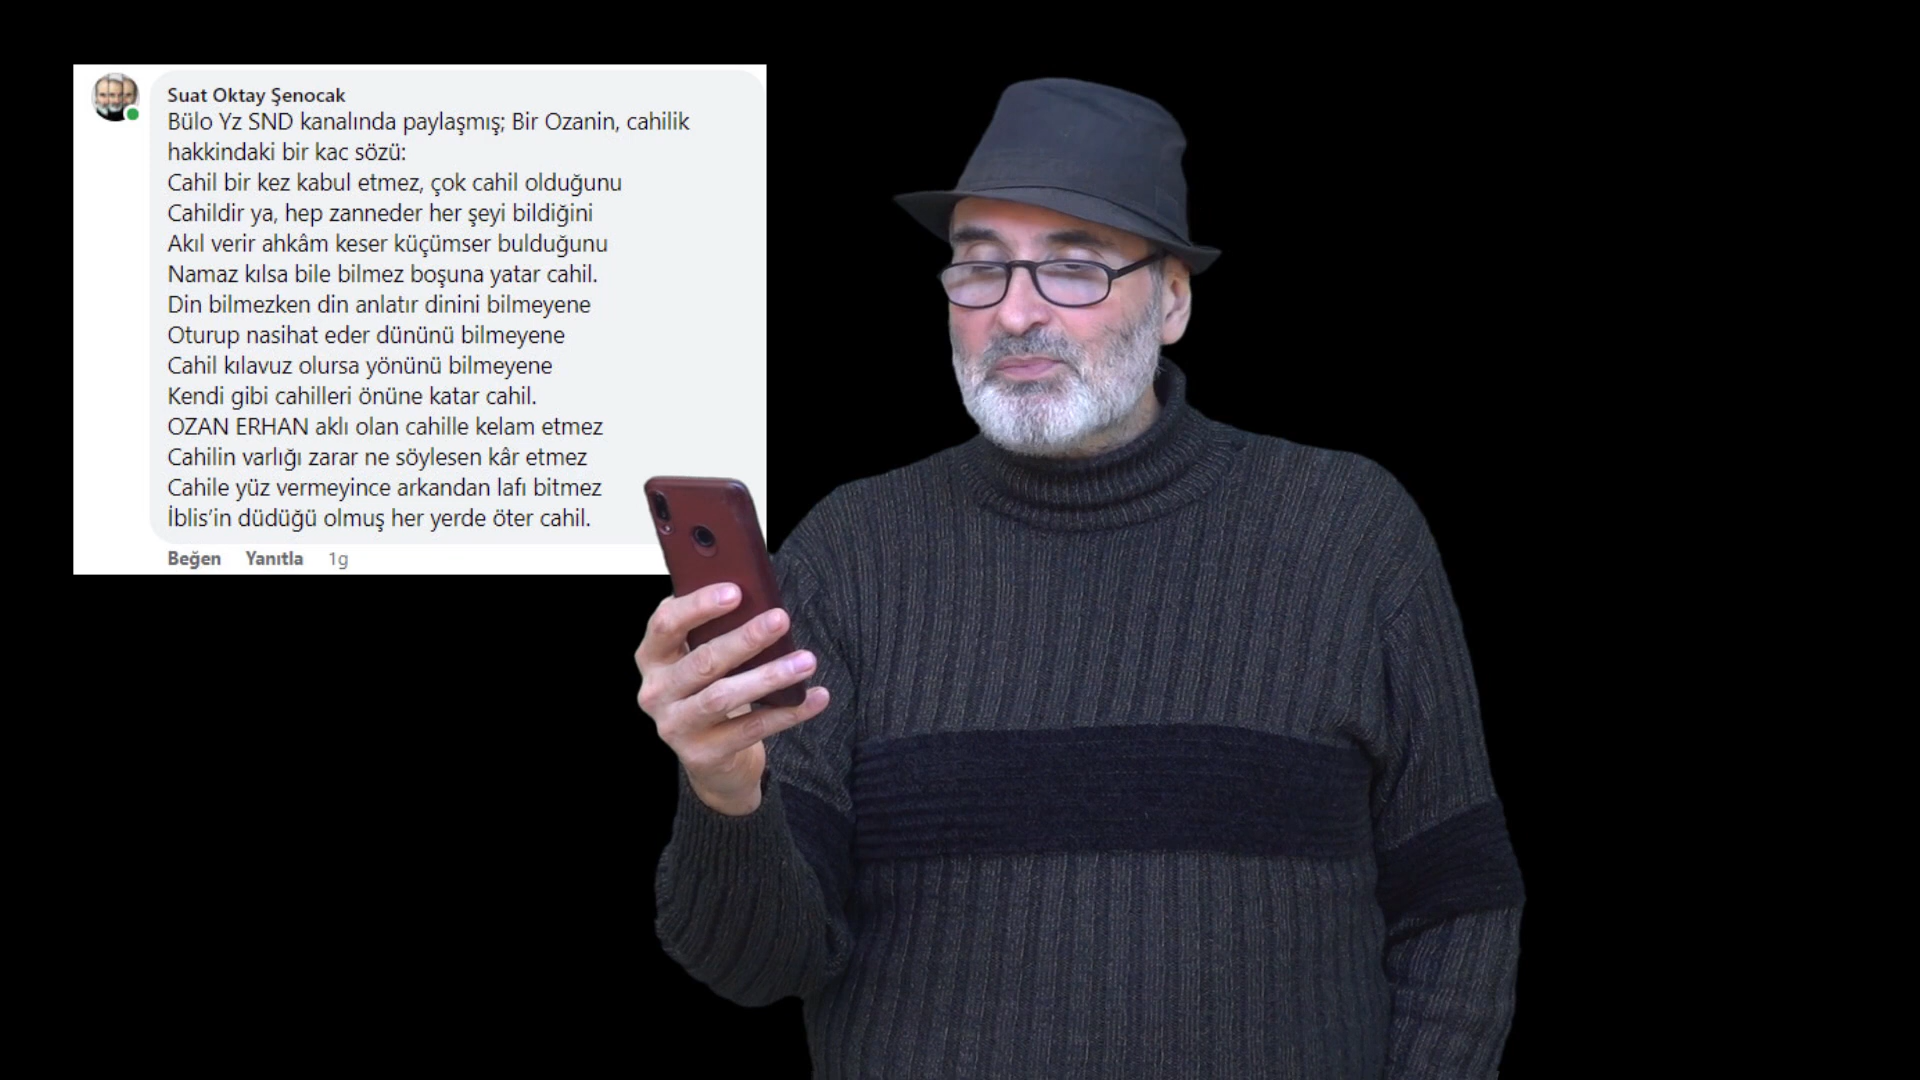 Suat Oktay Şenocak
Bülo Yz SND kanalında paylaşmış; Bir Ozanin, cahilik
hakkindaki bir kac sözü:
Cahil bir kez kabul etmez, çok cahil olduğunu
Cahildir ya, hep zanneder her şeyi bildiğini
Akıl verir ahkâm keser küçümser bulduğunu
Namaz kılsa bile bilmez boşuna yatar cahil.
Din bilmezken din anlatır dinini bilmeyene
Oturup nasihat eder dününü bilmeyene
Cahil kılavuz olursa yönünü bilmeyene
Kendi gibi cahilleri önüne katar cahil.
OZAN ERHAN aklı olan cahille kelam etmez
Cahilin varlığı zarar ne söylesen kâr etmez
Cahile yüz vermeyince arkandan lafı bitmez
İblis’in düdüğü olmuş her yerde öter cahil.
Beğen Yanıtla 1g